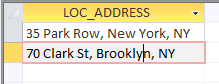 LOC_ADDRESS
35 Park Row, New York, NY
70 Clark St, Brooklyn, NY